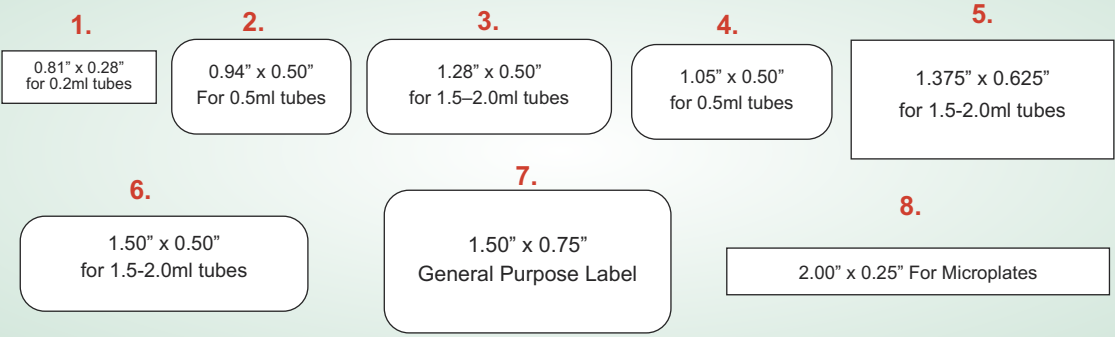 1.
0.81” x 0.28”
for 0.2ml tubes
2.
0.94” x 0.50”
For 0.5ml tubes
3.
1.28” x 0.50”
for 1.5–2.0ml tubes
4.
1.05” x 0.50”
for 0.5ml tubes
5.
1.375” x 0.625”
for 1.5-2.0ml tubes
6.
1.50” x 0.50”
for 1.5-2.0ml tubes
7.
1.50” x 0.75”
General Purpose Label
8.
2.00” x 0.25” For Microplates